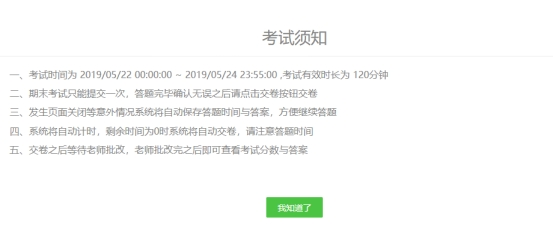 考试须知
一、考试时间为 2019/05/22 00:00:00 ~ 2019/05/24 23:55:00 ,考试有效时长为 120分钟
二、期末考试只能提交一次，答题完毕确认无误之后请点击交卷按钮交卷
三、发生页面关闭等意外情况系统将自动保存答题时间与答案，方便继续答题
四、系统将自动计时，剩余时间为0时系统将自动交卷，请注意答题时间
五、交卷之后等待老师批改，老师批改完之后即可查看考试分数与答案
我知道了